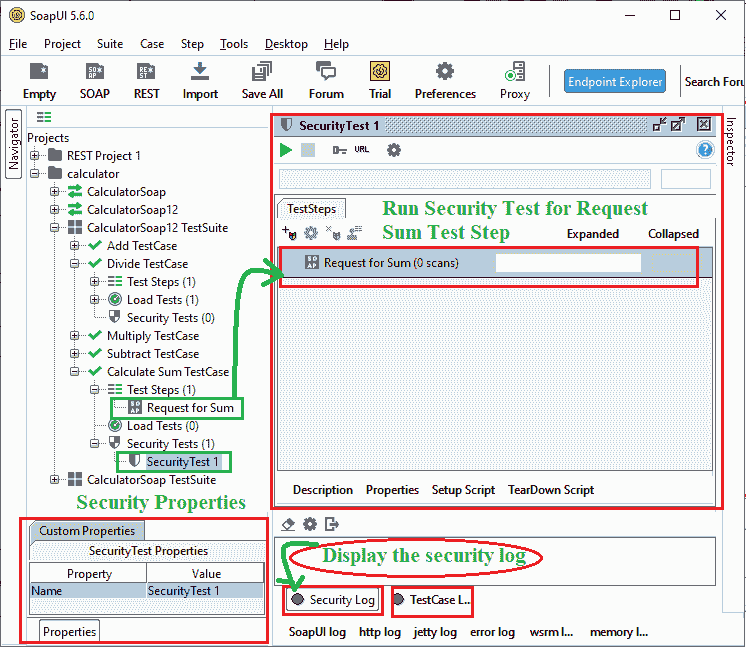 SoapUI 5.6.0
File Project Suite Case Step Tools Desktop Help
Empty SOAP REST Import Save All Forum Trial Preferences Proxy Endpoint Explorer Search Foru
Navigator
Projects
REST Project 1
calculator
CalculatorSoap
CalculatorSoap12
CalculatorSoap12 TestSuite
Add TestCase
Divide TestCase
Test Steps (1)
Load Tests (1)
Security Tests (0)
Multiply TestCase
Subtract TestCase
Calculate Sum TestCase
Test Steps (1)
Request for Sum
Load Tests (0)
Security Tests (1)
SecurityTest 1
CalculatorSoap TestSuite
Security Properties
Custom Properties
SecurityTest Properties
Property Value
Name SecurityTest 1
Properties
SecurityTest 1
URL
TestSteps
Run Security Test for Request
Sum Test Step
Expanded Collapsed
Request for Sum (0 scans)
Description Properties Setup Script TearDown Script
Inspector
Display the security log
Security Log TestCase L...
SoapUI log http log jetty log error log wsrm l... memory l...